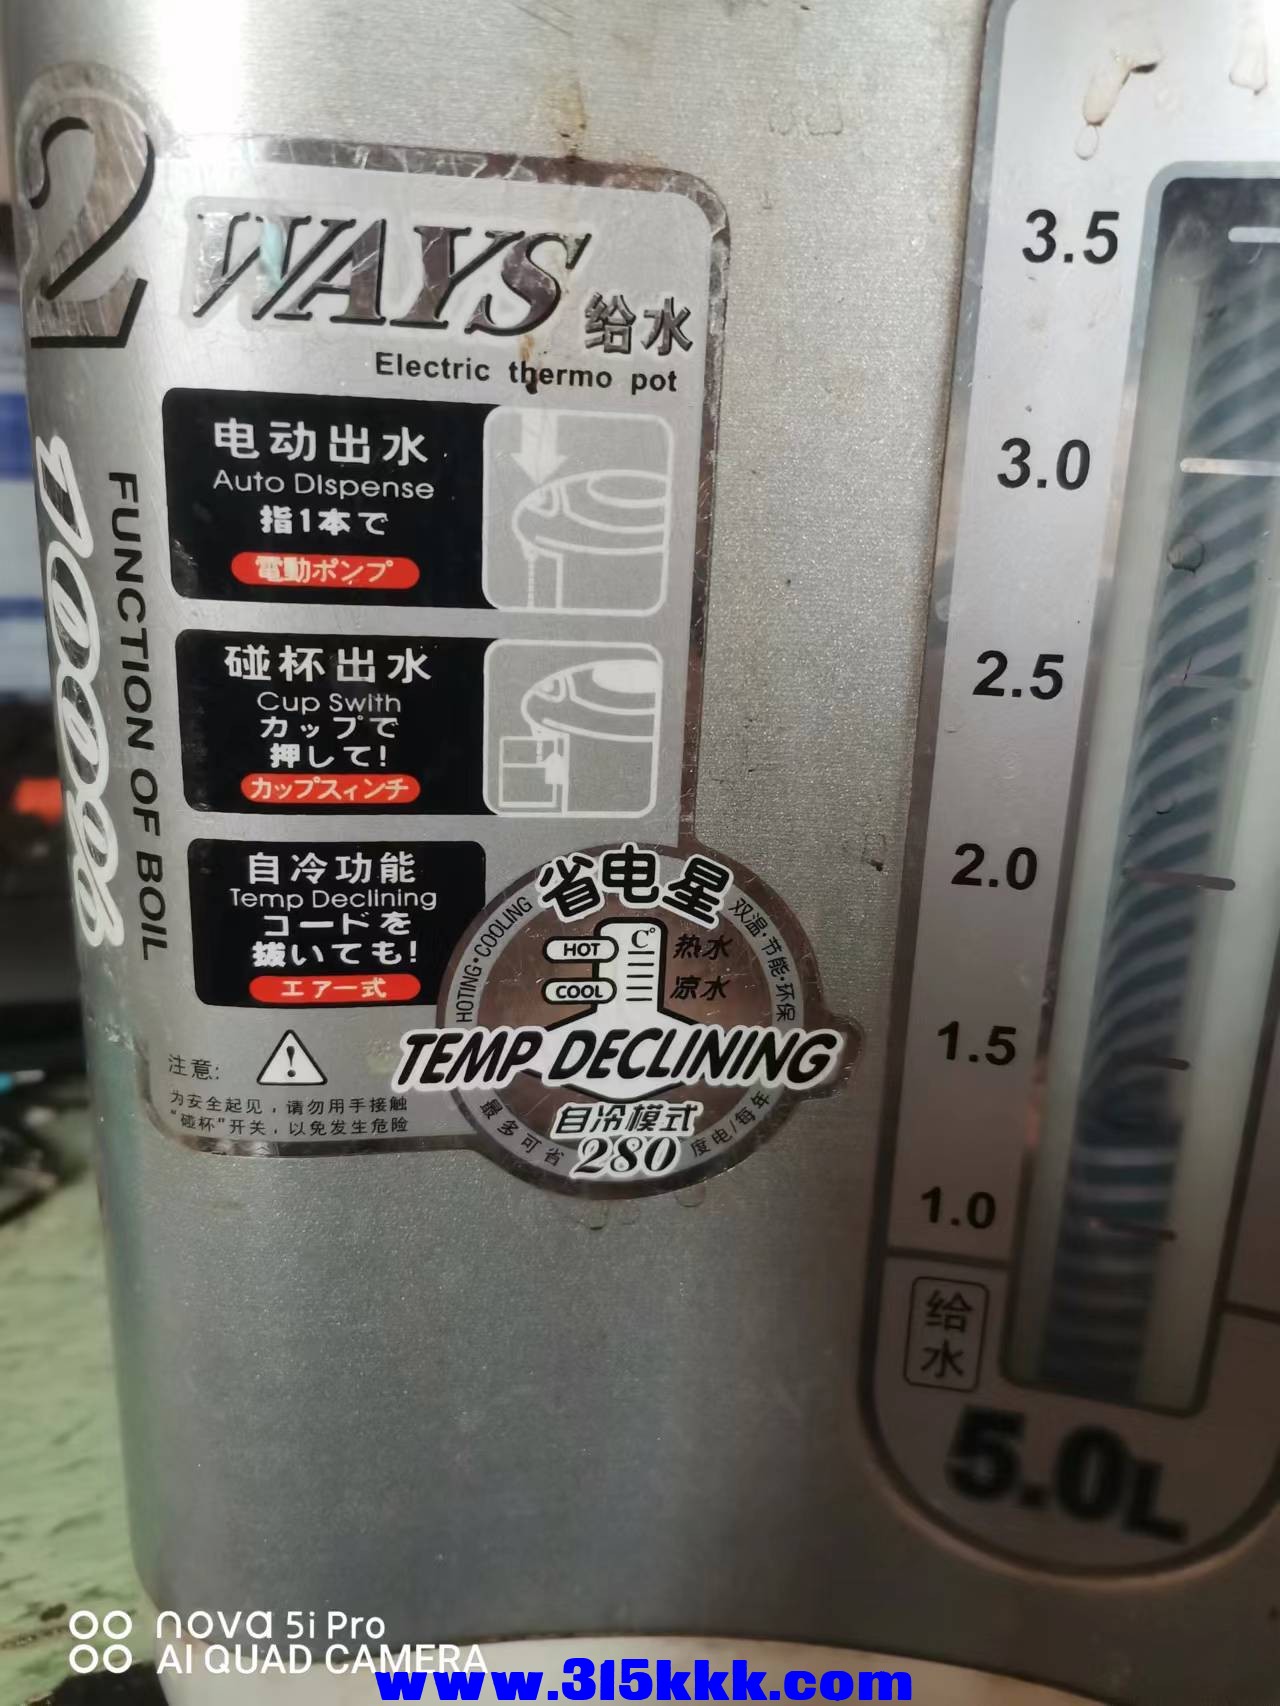 2 WAYS 给水
Electric thermo pot
电动出水
Auto DIspense
指1本で
電動ポンプ
碰杯出水
Cup Swith
カップで
押して!
カップスィンチ
自冷功能
Temp Declining
コードを
抜いても!
エアー式
FUNCTION OF BOIL
注意:
!
为安全起见，请勿用手接触
“碰杯”开关，以免发生危险
省电星
HOTING·COOLING
双温·节能·环保
C°
HOT 热水
COOL 凉水
TEMP DECLINING
自冷模式
最多可省 280 度电/每年
3.5
3.0
2.5
2.0
1.5
1.0
给水
5.0L
nova 5i Pro
AI QUAD CAMERA
www.315kkk.com